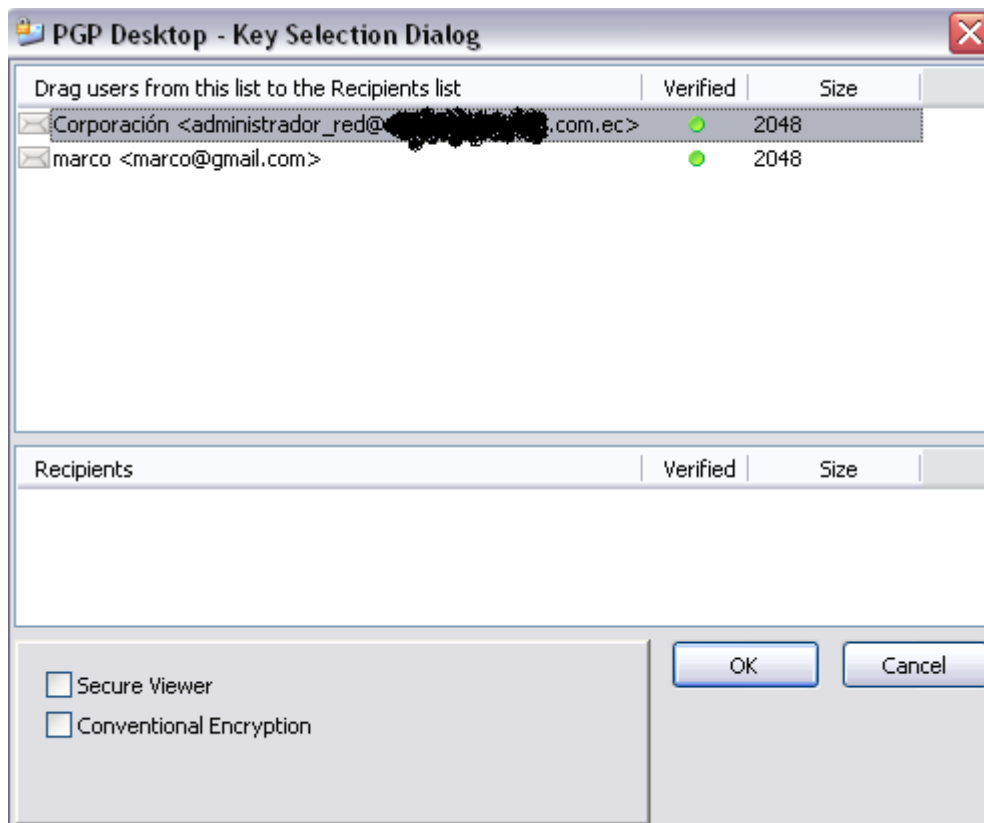 PGP Desktop - Key Selection Dialog
Drag users from this list to the Recipients list Verified Size
Corporación <administrador_red@ .com.ec> 2048
marco <marco@gmail.com> 2048
Recipients Verified Size
OK Cancel
Secure Viewer
Conventional Encryption